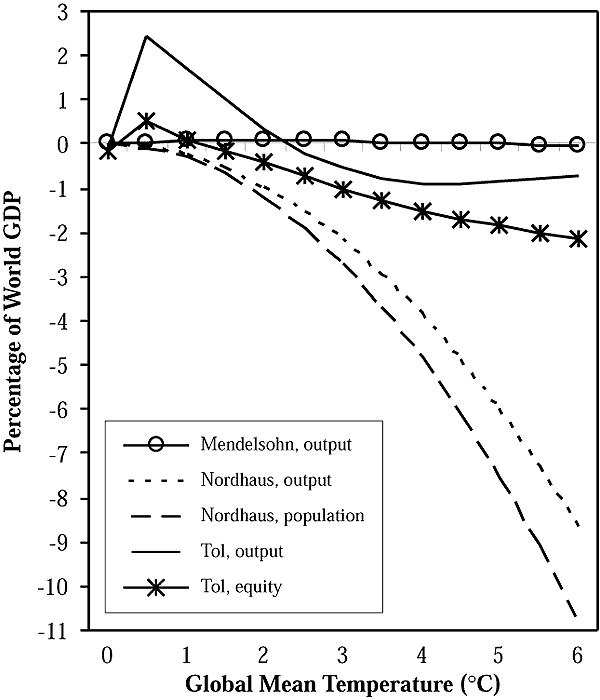 Percentage of World GDP
3
2
1
0
-1
-2
-3
-4
-5
-6
-7
-8
-9
-10
-11
Mendelsohn, output
Nordhaus, output
Nordhaus, population
Tol, output
Tol, equity
0 1 2 3 4 5 6
Global Mean Temperature (°C)